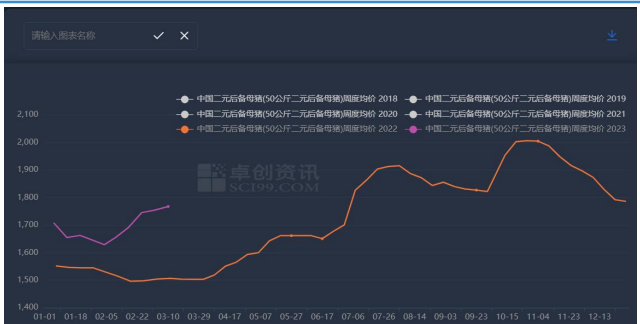 请输入图表名称
中国二元后备母猪(50公斤二元后备母猪)周度均价 2018 中国二元后备母猪(50公斤二元后备母猪)周度均价 2019
中国二元后备母猪(50公斤二元后备母猪)周度均价 2020 中国二元后备母猪(50公斤二元后备母猪)周度均价 2021
中国二元后备母猪(50公斤二元后备母猪)周度均价 2022 中国二元后备母猪(50公斤二元后备母猪)周度均价 2023
2,100
2,000
1,900
1,800
1,700
1,600
1,500
1,400
卓创资讯
SCI99.COM
01-01 01-18 02-05 02-22 03-10 03-29 04-17 05-07 05-27 06-17 07-06 07-26 08-14 09-03 09-23 10-15 11-04 11-23 12-13